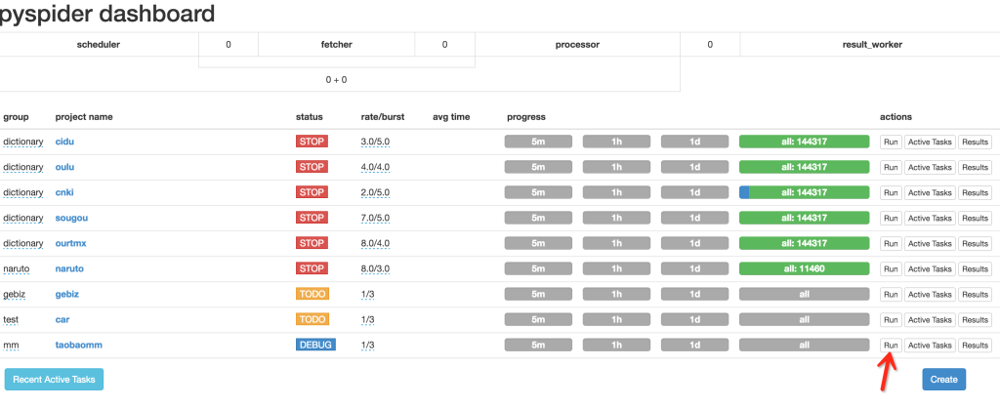 pyspider dashboard
scheduler 0 fetcher 0 processor 0 result_worker
0 + 0
group project name status rate/burst avg time progress actions
dictionary cidu STOP 3.0/5.0 5m 1h 1d all: 144317 Run Active Tasks Results
dictionary oulu STOP 4.0/4.0 5m 1h 1d all: 144317 Run Active Tasks Results
dictionary cnki STOP 2.0/5.0 5m 1h 1d all: 144317 Run Active Tasks Results
dictionary sougou STOP 7.0/5.0 5m 1h 1d all: 144317 Run Active Tasks Results
dictionary ourtmx STOP 8.0/4.0 5m 1h 1d all: 144317 Run Active Tasks Results
naruto naruto STOP 8.0/3.0 5m 1h 1d all: 11460 Run Active Tasks Results
gebiz gebiz TODO 1/3 5m 1h 1d all Run Active Tasks Results
test car TODO 1/3 5m 1h 1d all Run Active Tasks Results
mm taobaomm DEBUG 1/3 5m 1h 1d all Run Active Tasks Results
Recent Active Tasks Create